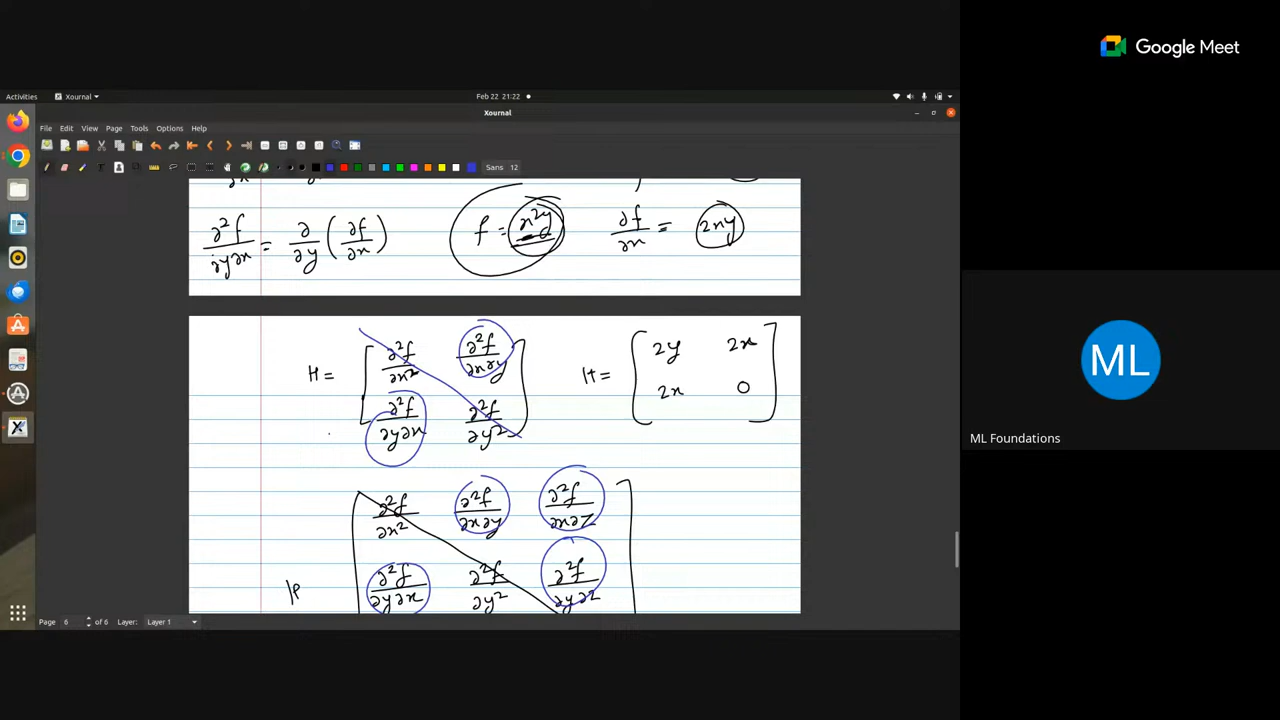 Google Meet
Activities Xournal Feb 22 21:22
Xournal
File Edit View Page Tools Options Help
Sans 12
∂²f/∂y∂x = ∂/∂y (∂f/∂x) f = x²y ∂f/∂x = 2xy
H = [ ∂²f/∂x² ∂²f/∂x∂y H = [ 2y 2x
∂²f/∂y∂x ∂²f/∂y² ] 2x 0 ]
ML
ML Foundations
[ ∂²f/∂x² ∂²f/∂x∂y ∂²f/∂x∂z ]
∂²f/∂y∂x ∂²f/∂y² ∂²f/∂y∂z
Page 6 of 6 Layer: Layer 1